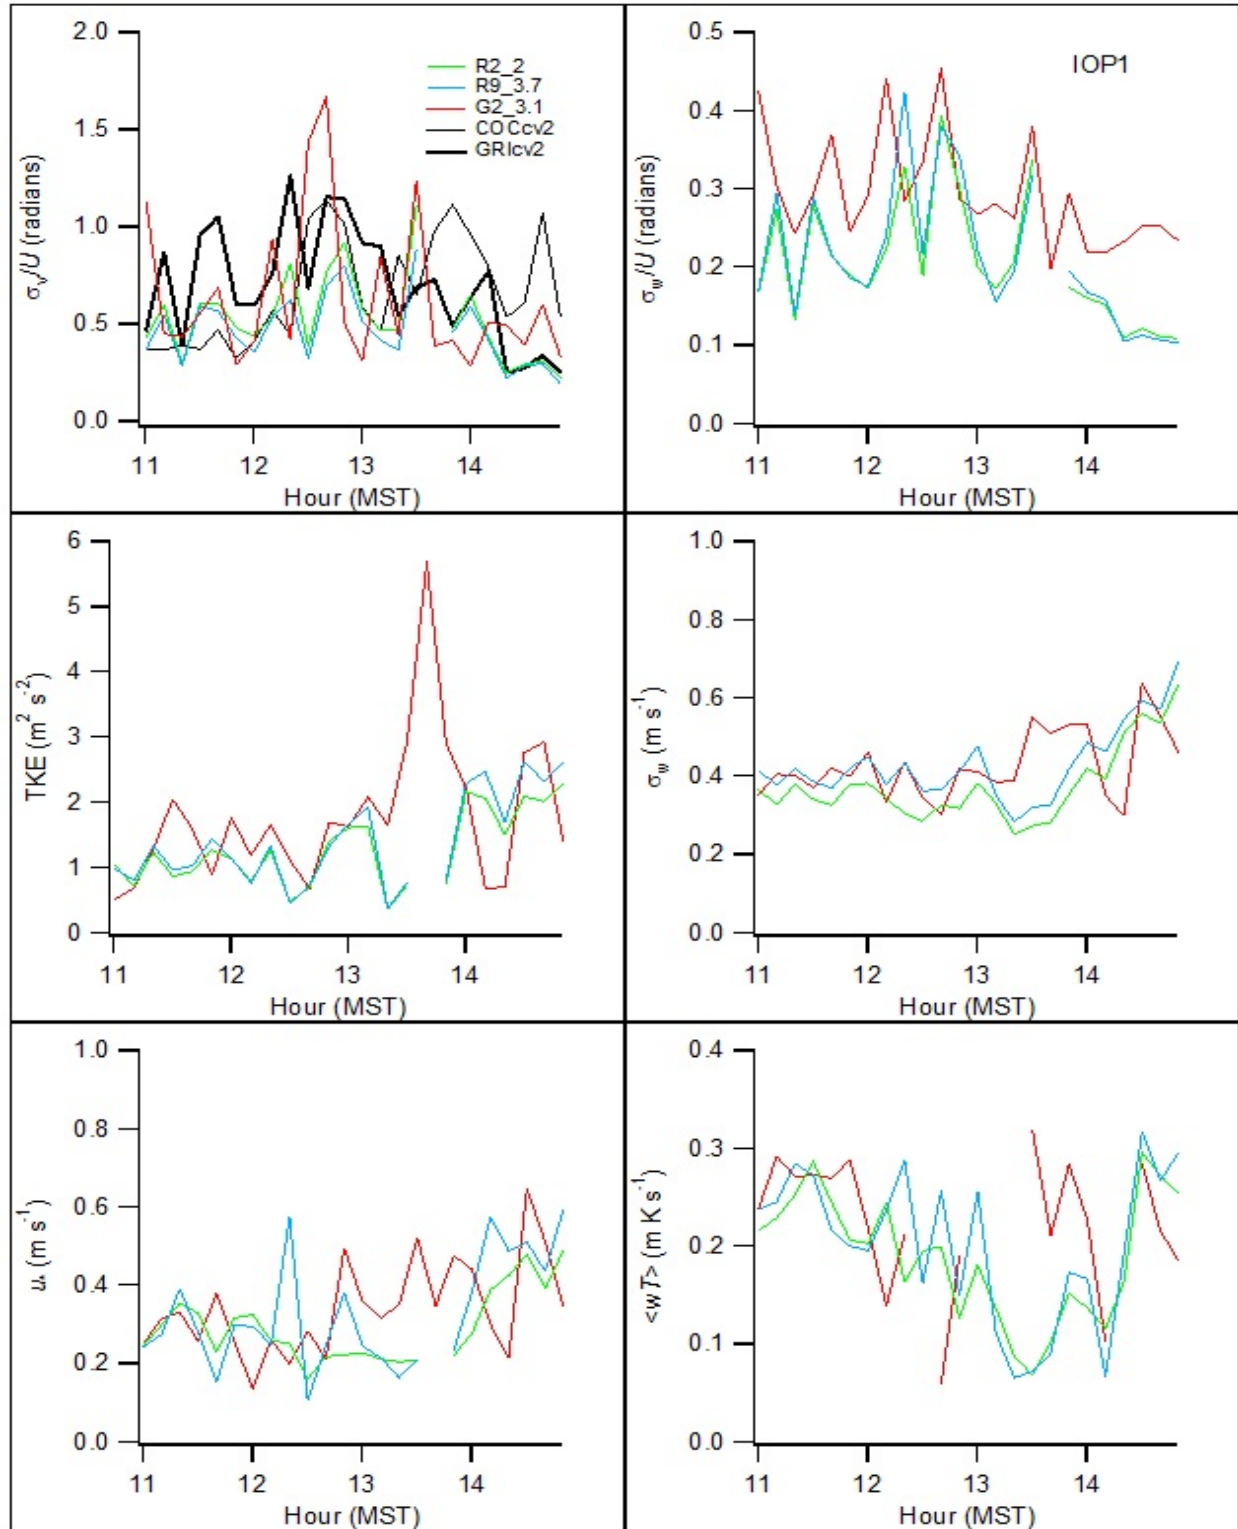 2.0
1.5
1.0
0.5
0.0
σv/U (radians)
R2_2
R9_3.7
G2_3.1
COCcv2
GRIcv2
11 12 13 14
Hour (MST)
0.5
0.4
0.3
0.2
0.1
0.0
σw/U (radians)
IOP1
11 12 13 14
Hour (MST)
6
5
4
3
2
1
0
TKE (m² s⁻²)
11 12 13 14
Hour (MST)
1.0
0.8
0.6
0.4
0.2
0.0
σw (m s⁻¹)
11 12 13 14
Hour (MST)
1.0
0.8
0.6
0.4
0.2
0.0
u* (m s⁻¹)
11 12 13 14
Hour (MST)
0.4
0.3
0.2
0.1
0.0
<wT> (m K s⁻¹)
11 12 13 14
Hour (MST)